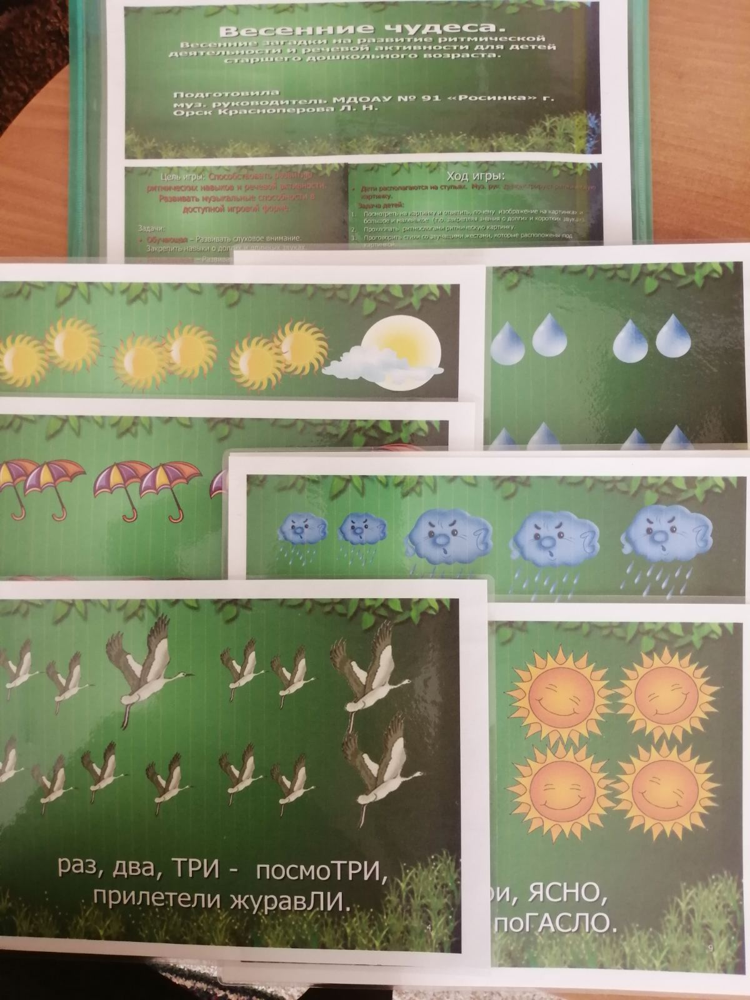 Весенние чудеса.
Весенние загадки на развитие ритмической
деятельности и речевой активности для детей
старшего дошкольного возраста.
Подготовила
муз. руководитель МДОАУ № 91 «Росинка» г.
Орск Красноперова Л. Н.
Цель игры: Способствовать развитию
ритмических навыков и речевой активности.
Развивать музыкальные способности в
доступной игровой форме.
Задачи:
• Обучающая – Развивать слуховое внимание.
Закрепить навыки о долгих и длинных звуках
– Развива
Ход игры:
• Дети располагаются на стульях. Муз. рук. демонстрирует ритмическую
картинку.
Задача детей:
1. Посмотреть на картинку и ответить, почему изображение на картинках и
большое и маленькое (т.о. закрепляя знания о долгих и коротких звуках).
2. Прохлопать ритмослогами ритмическую картинку.
3. Проговорить стихи со звучащими жестами, которые расположены под
картинкой.
раз, два, ТРИ - посмоТРИ,
прилетели журавЛИ.
4
ри, ЯСНО,
поГАСЛО.
9